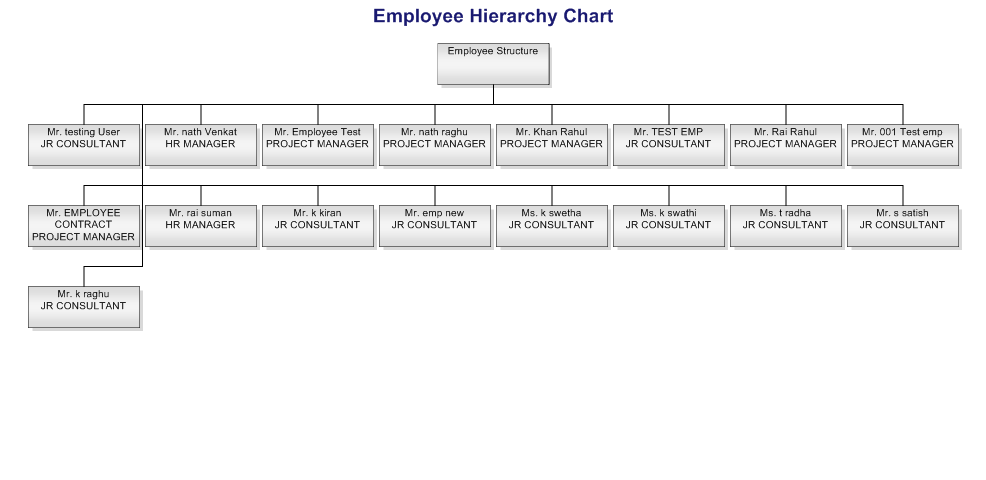 Employee Hierarchy Chart
Employee Structure
Mr. testing User
JR CONSULTANT
Mr. nath Venkat
HR MANAGER
Mr. Employee Test
PROJECT MANAGER
Mr. nath raghu
PROJECT MANAGER
Mr. Khan Rahul
PROJECT MANAGER
Mr. TEST EMP
JR CONSULTANT
Mr. Rai Rahul
PROJECT MANAGER
Mr. 001 Test emp
PROJECT MANAGER
Mr. EMPLOYEE
CONTRACT
PROJECT MANAGER
Mr. rai suman
HR MANAGER
Mr. k kiran
JR CONSULTANT
Mr. emp new
JR CONSULTANT
Ms. k swetha
JR CONSULTANT
Ms. k swathi
JR CONSULTANT
Ms. t radha
JR CONSULTANT
Mr. s satish
JR CONSULTANT
Mr. k raghu
JR CONSULTANT